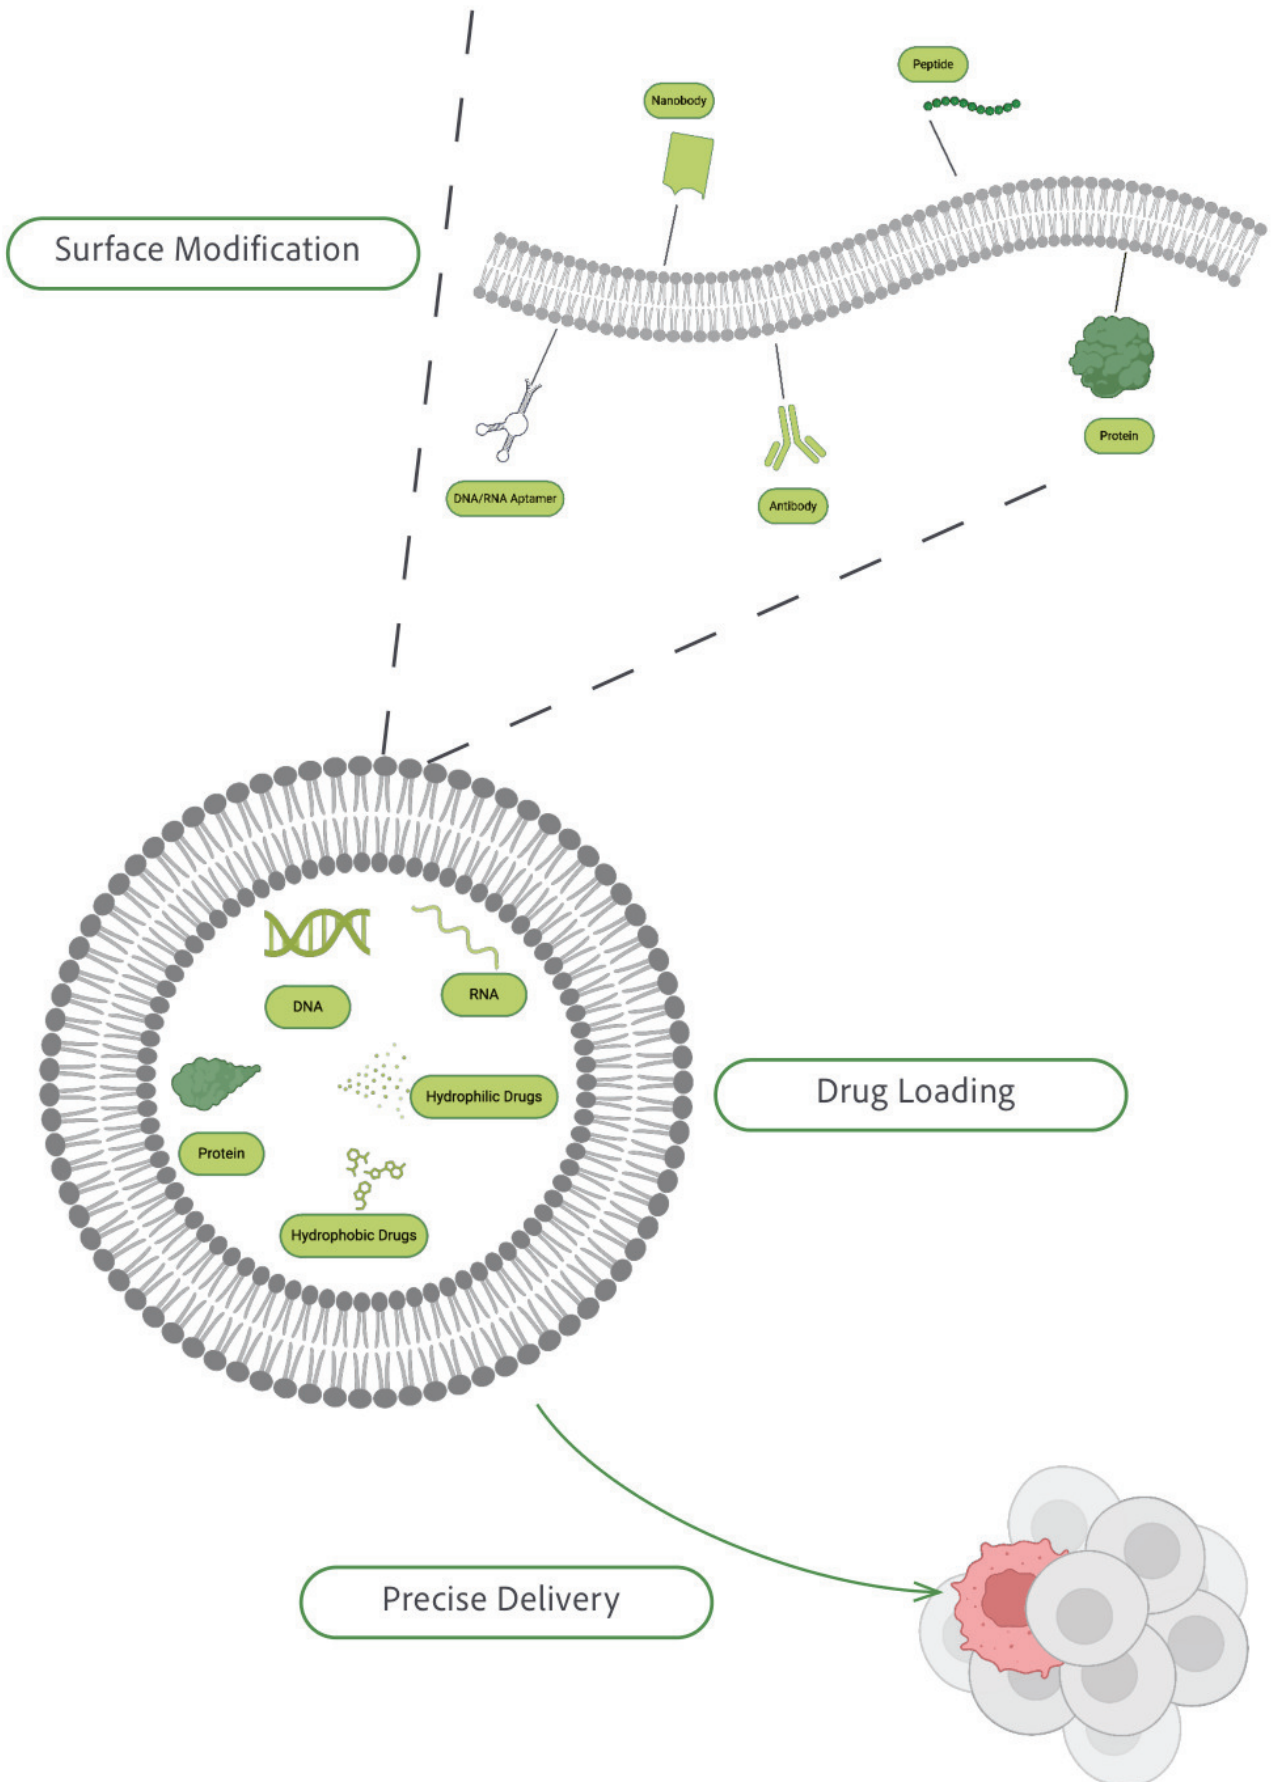 Peptide
Nanobody
Surface Modification
Protein
DNA/RNA Aptamer
Antibody
DNA
RNA
Hydrophilic Drugs
Drug Loading
Protein
Hydrophobic Drugs
Precise Delivery